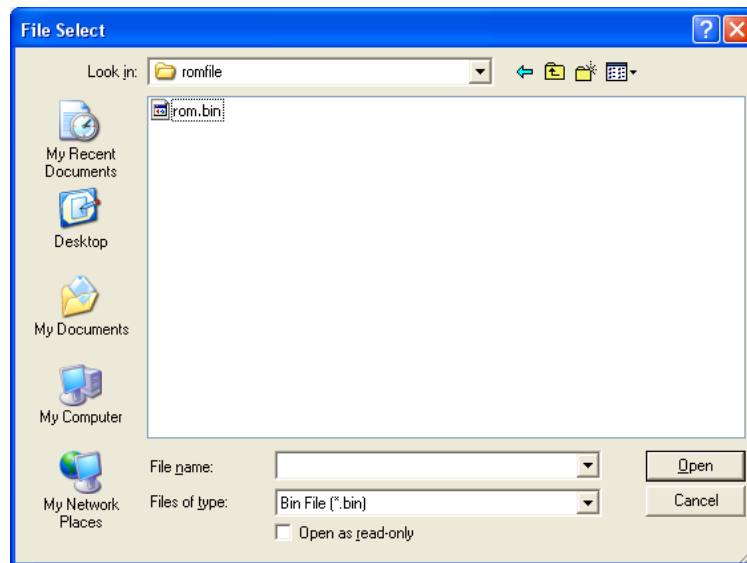 File Select
Look in:
romfile
rom.bin
My Recent
Documents
Desktop
My Documents
My Computer
My Network
Places
File name:
Open
Files of type:
Bin File (*.bin)
Cancel
Open as read-only